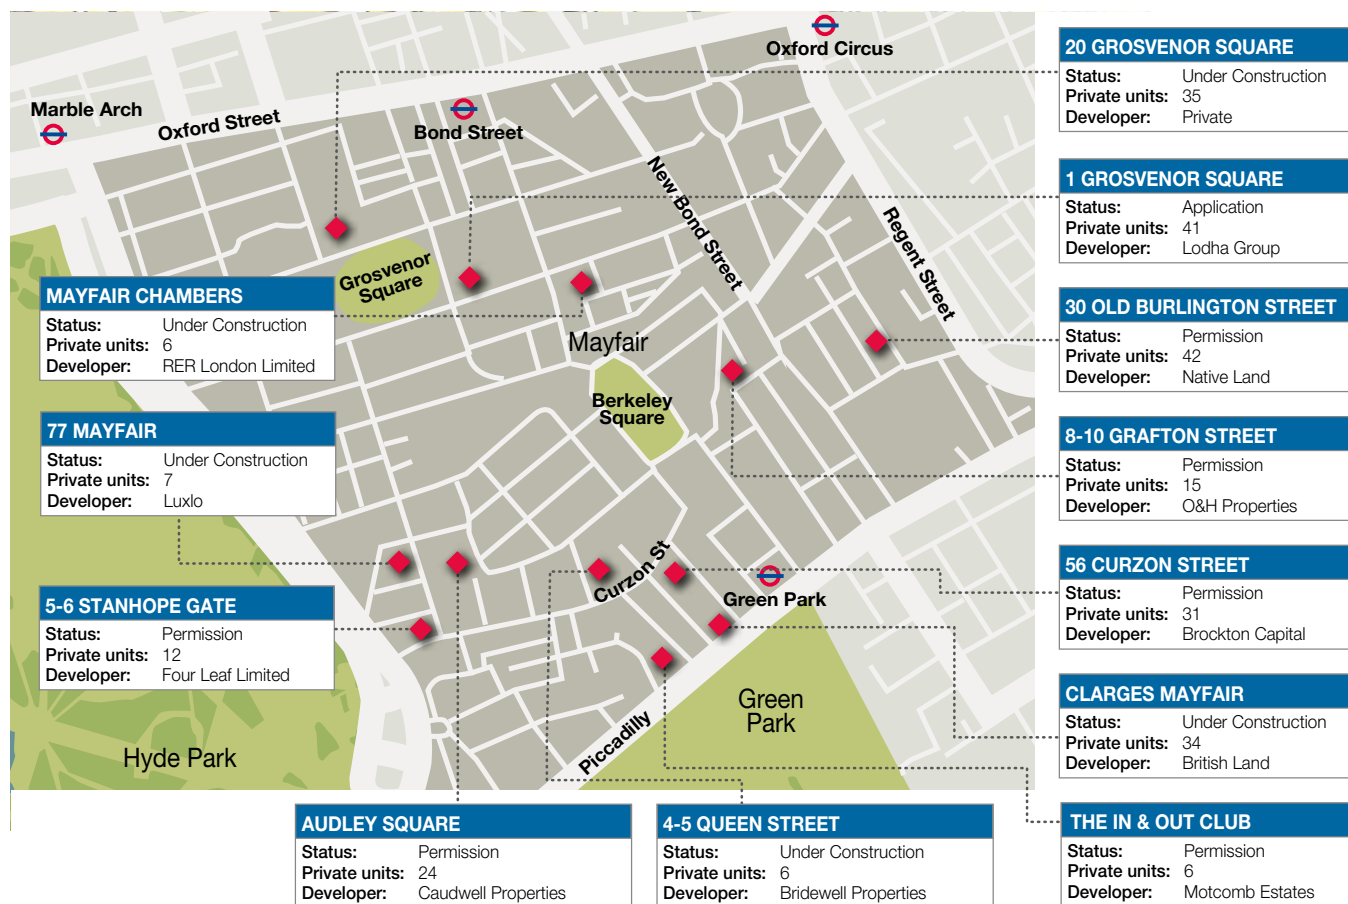 Oxford Circus
Marble Arch
Oxford Street
Bond Street
New Bond Street
Regent Street
Grosvenor
Square
Mayfair
Berkeley
Square
Curzon St
Green Park
Piccadilly
Green
Park
Hyde Park
20 GROSVENOR SQUARE
Status: Under Construction
Private units: 35
Developer: Private
1 GROSVENOR SQUARE
Status: Application
Private units: 41
Developer: Lodha Group
30 OLD BURLINGTON STREET
Status: Permission
Private units: 42
Developer: Native Land
8-10 GRAFTON STREET
Status: Permission
Private units: 15
Developer: O&H Properties
56 CURZON STREET
Status: Permission
Private units: 31
Developer: Brockton Capital
CLARGES MAYFAIR
Status: Under Construction
Private units: 34
Developer: British Land
THE IN & OUT CLUB
Status: Permission
Private units: 6
Developer: Motcomb Estates
MAYFAIR CHAMBERS
Status: Under Construction
Private units: 6
Developer: RER London Limited
77 MAYFAIR
Status: Under Construction
Private units: 7
Developer: Luxlo
5-6 STANHOPE GATE
Status: Permission
Private units: 12
Developer: Four Leaf Limited
AUDLEY SQUARE
Status: Permission
Private units: 24
Developer: Caudwell Properties
4-5 QUEEN STREET
Status: Under Construction
Private units: 6
Developer: Bridewell Properties